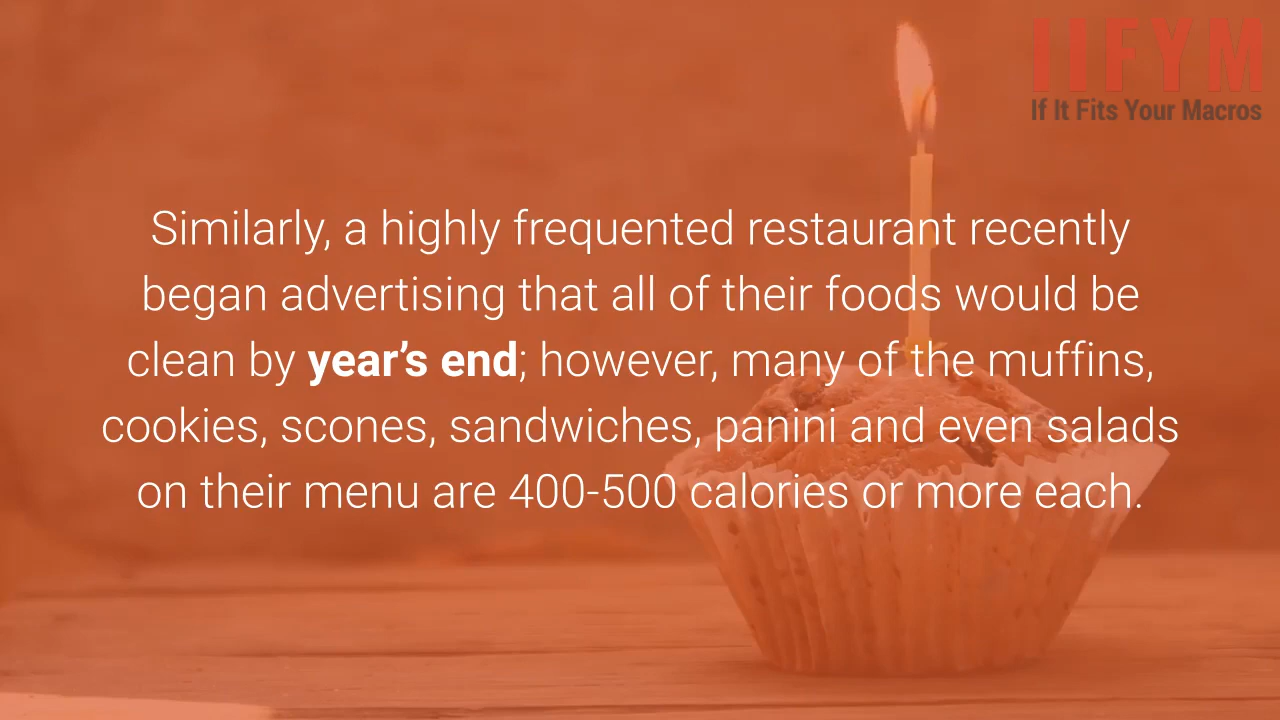 IIFYM
If It Fits Your Macros
Similarly, a highly frequented restaurant recently
began advertising that all of their foods would be
clean by year’s end; however, many of the muffins,
cookies, scones, sandwiches, panini and even salads
on their menu are 400-500 calories or more each.